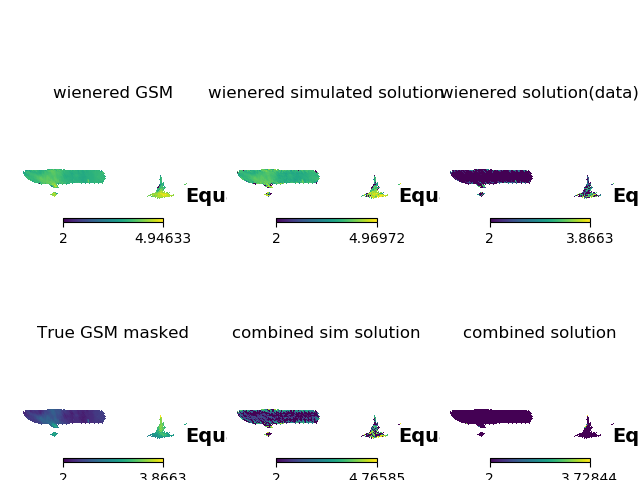 wienered GSM
wienered simulated solution
wienered solution(data)
Equ
Equ
Eq
2
4.94633
2
4.96972
2
3.8663
True GSM masked
combined sim solution
combined solution
Equ
Equ
Eq
2
3.8663
2
4.76585
2
3.72844